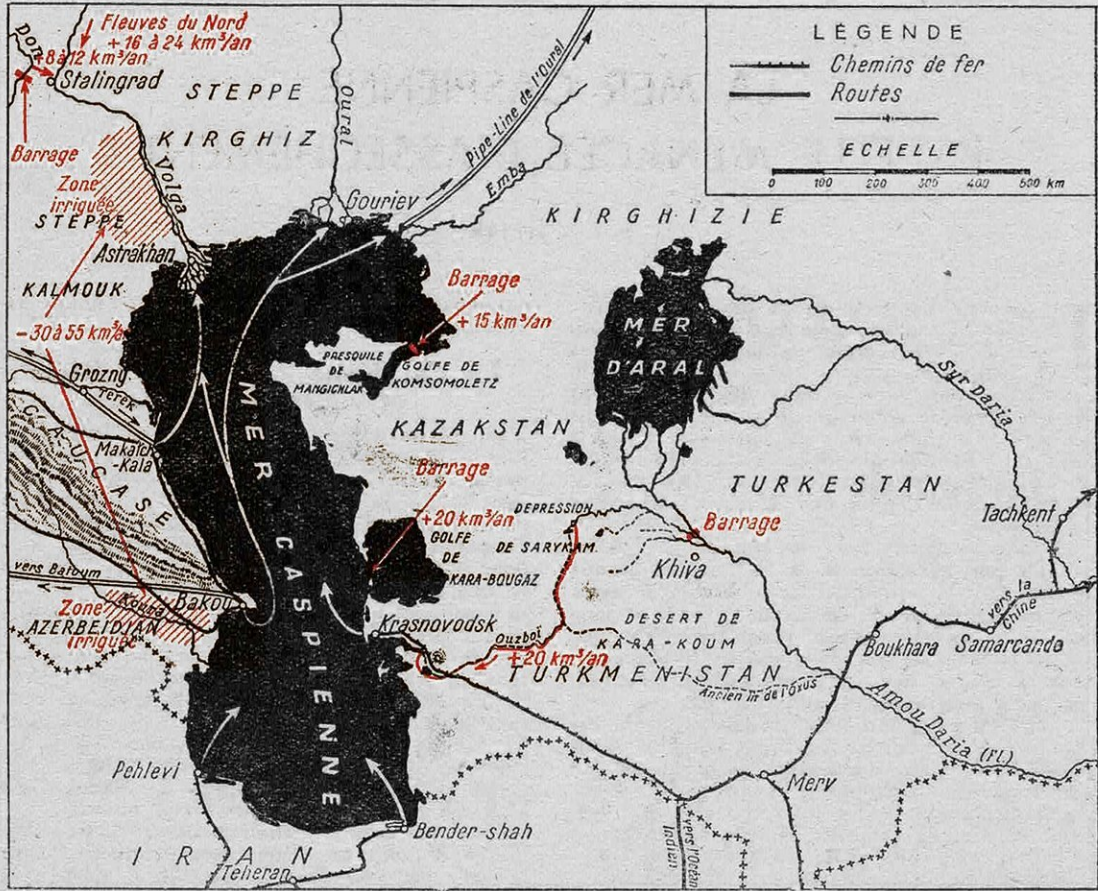 Don
Fleuves du Nord
+ 16 à 24 km³/an
+8 à 12 km³/an
Stalingrad
STEPPE
KIRGHIZ
Oural
Pipe-Line de l'Oural
Emba
LÉGENDE
Chemins de fer
Routes
ECHELLE
0 100 200 300 400 500 km
Barrage
Zone
irriguée
Volga
STEPPE
KALMOUK
Astrakhan
Gouriev
KIRGHIZIE
Barrage
+ 15 km³/an
- 30 à 55 km³/a
PRESQUILE
DE
MANGICHLAK
GOLFE DE
KOMSOMOLETZ
MER
D'ARAL
Syr Daria
Grozny
TEREK
Makatch
-Kala
CAUCASE
MER CASPIENNE
KAZAKSTAN
Barrage
+20 km³/an
GOLFE
DE
KARA-BOUGAZ
DEPRESSION
DE SARYKAM.
Barrage
Khiva
TURKESTAN
Tachkent
vers la
Chine
vers Batoum
Koura
Bakou
AZERBEIDJAN
Zone
irriguée
Krasnovodsk
Ouzboï
+20 km³/an
DESERT DE
KARA-KOUM
TURKMENISTAN
Ancien lit de l'Oxus
Boukhara
Samarcande
Amou Daria (Fl.)
Merv
Pehlevi
Bender-shah
IRAN
Teheran
vers l'Océan
Indien